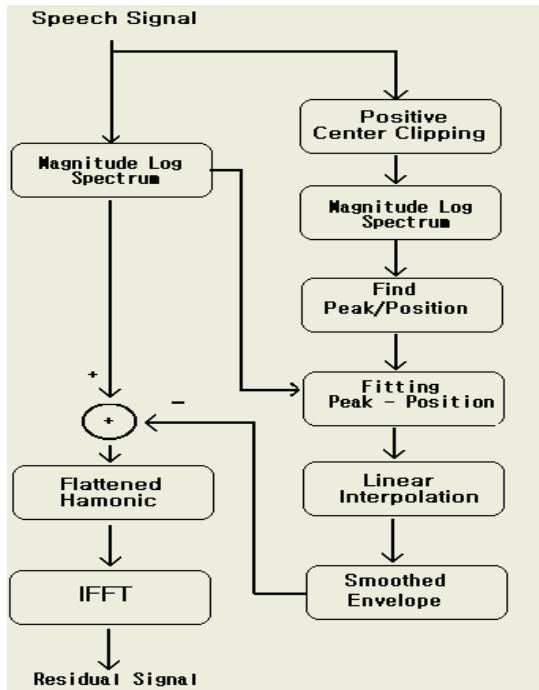 Speech Signal
Positive
Center Clipping
Magnitude Log
Spectrum
Magnitude Log
Spectrum
Find
Peak/Position
Fitting
Peak - Position
+
-
+
Flattened
Hamonic
Linear
Interpolation
IFFT
Smoothed
Envelope
Residual Signal